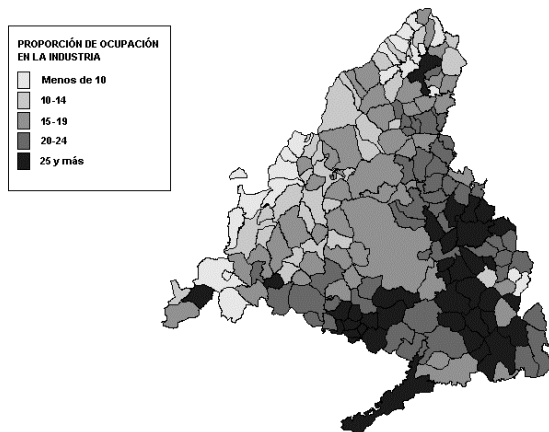 PROPORCIÓN DE OCUPACIÓN
EN LA INDUSTRIA
Menos de 10
10-14
15-19
20-24
25 y más